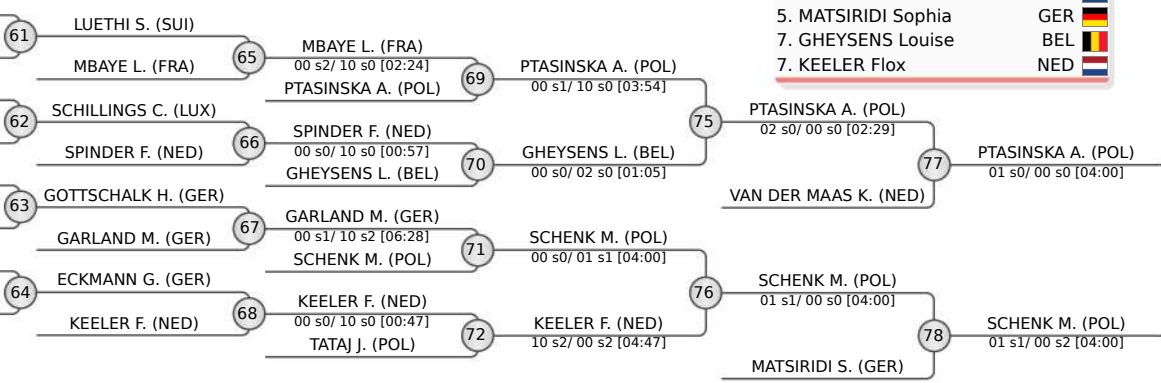 5. MATSIRIDI Sophia GER
7. GHEYSENS Louise BEL
7. KEELER Flox NED
61
LUETHI S. (SUI)
MBAYE L. (FRA)
62
SCHILLINGS C. (LUX)
SPINDER F. (NED)
63
GOTTSCHALK H. (GER)
GARLAND M. (GER)
64
ECKMANN G. (GER)
KEELER F. (NED)
65
MBAYE L. (FRA)
00 s2/ 10 s0 [02:24]
PTASINSKA A. (POL)
66
SPINDER F. (NED)
00 s0/ 10 s0 [00:57]
GHEYSENS L. (BEL)
67
GARLAND M. (GER)
00 s1/ 10 s2 [06:28]
SCHENK M. (POL)
68
KEELER F. (NED)
00 s0/ 10 s0 [00:47]
TATAJ J. (POL)
69
PTASINSKA A. (POL)
00 s1/ 10 s0 [03:54]
70
GHEYSENS L. (BEL)
00 s0/ 02 s0 [01:05]
71
SCHENK M. (POL)
00 s0/ 01 s1 [04:00]
72
KEELER F. (NED)
10 s2/ 00 s2 [04:47]
75
PTASINSKA A. (POL)
02 s0/ 00 s0 [02:29]
VAN DER MAAS K. (NED)
76
SCHENK M. (POL)
01 s1/ 00 s0 [04:00]
MATSIRIDI S. (GER)
77
PTASINSKA A. (POL)
01 s0/ 00 s0 [04:00]
78
SCHENK M. (POL)
01 s1/ 00 s2 [04:00]